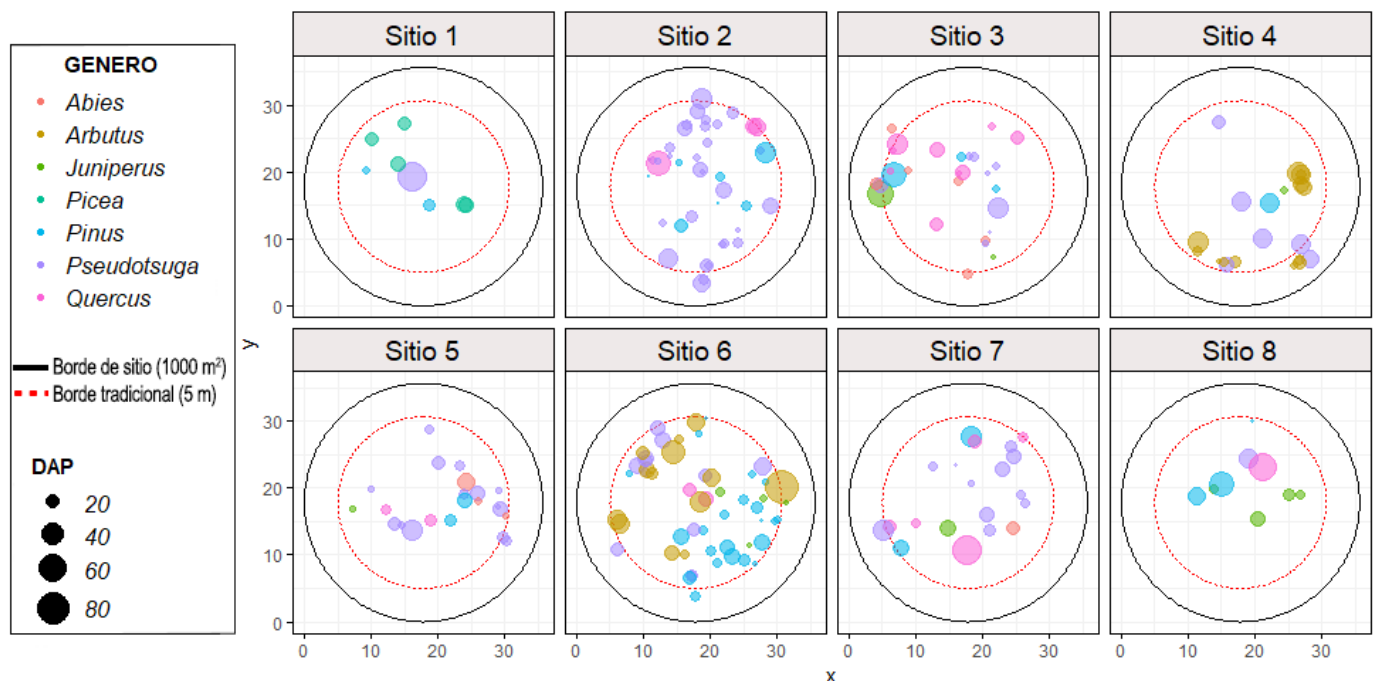 GENERO
Abies
Arbutus
Juniperus
Picea
Pinus
Pseudotsuga
Quercus
Borde de sitio (1000 m²)
Borde tradicional (5 m)
DAP
20
40
60
80
Sitio 1
Sitio 2
Sitio 3
Sitio 4
30
20
10
0
y
Sitio 5
Sitio 6
Sitio 7
Sitio 8
30
20
10
0
0 10 20 30 0 10 20 30 0 10 20 30 0 10 20 30
x